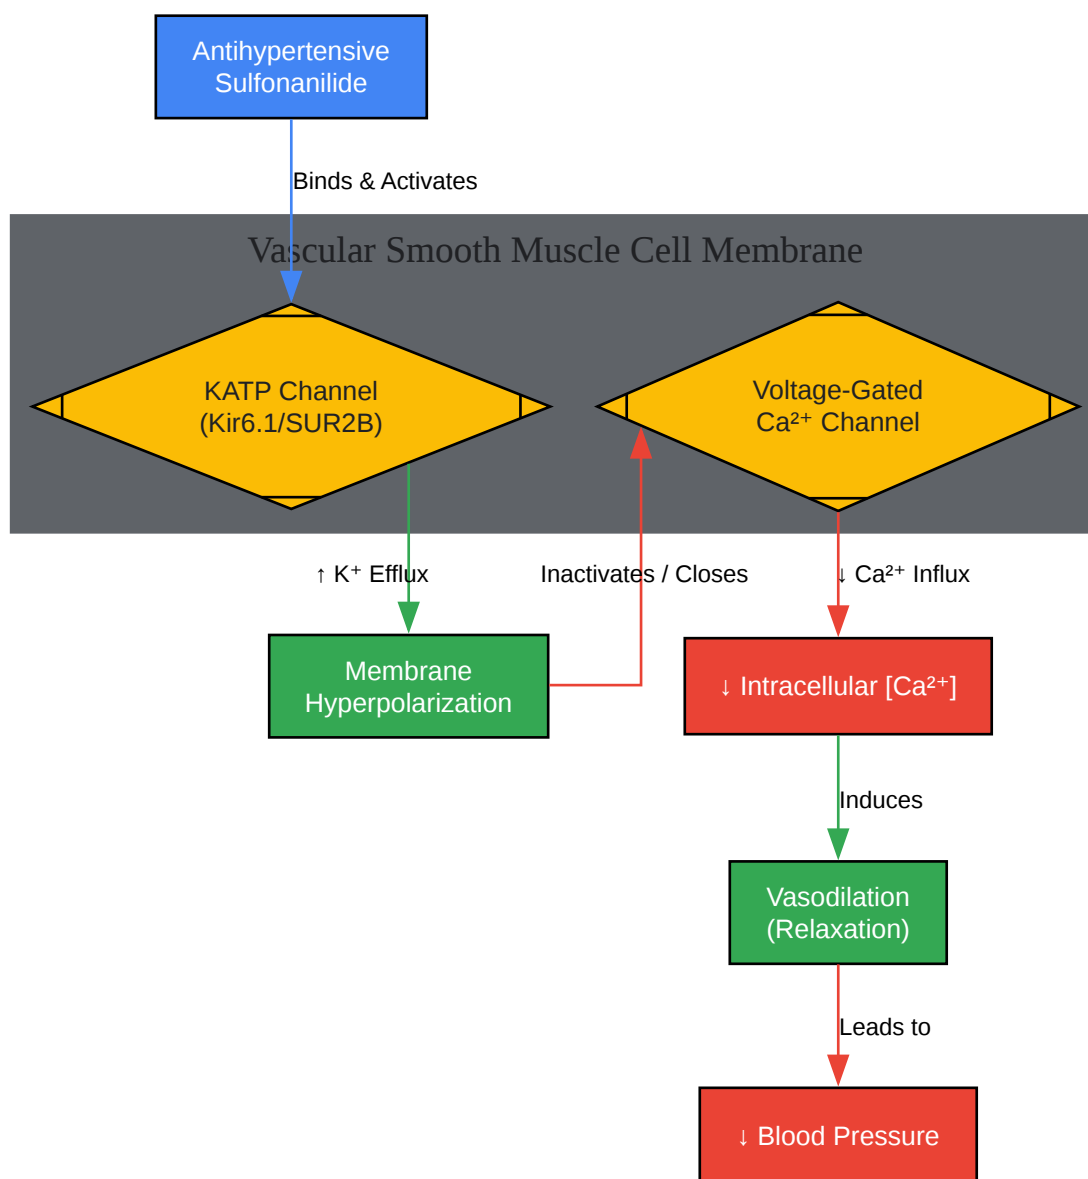 Antihypertensive
Sulfonanilide
Binds & Activates
Vascular Smooth Muscle Cell Membrane
KATP Channel
(Kir6.1/SUR2B)
Voltage-Gated
Ca²⁺ Channel
↑ K⁺ Efflux
Inactivates / Closes
↓ Ca²⁺ Influx
Membrane
Hyperpolarization
↓ Intracellular [Ca²⁺]
Induces
Vasodilation
(Relaxation)
Leads to
↓ Blood Pressure